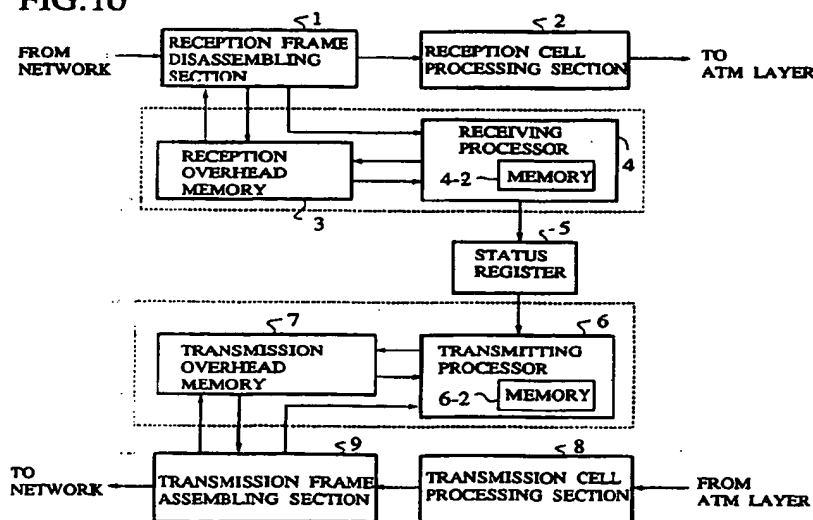 FIG.10
1
2
FROM
NETWORK
RECEPTION FRAME
DISASSEMBLING
SECTION
RECEPTION CELL
PROCESSING SECTION
TO
ATM LAYER
RECEPTION
OVERHEAD
MEMORY
3
RECEIVING
PROCESSOR
4-2
MEMORY
4
5
STATUS
REGISTER
7
6
TRANSMISSION
OVERHEAD
MEMORY
TRANSMITTING
PROCESSOR
6-2
MEMORY
9
8
TO
NETWORK
TRANSMISSION FRAME
ASSEMBLING SECTION
TRANSMISSION CELL
PROCESSING SECTION
FROM
ATM LAYER